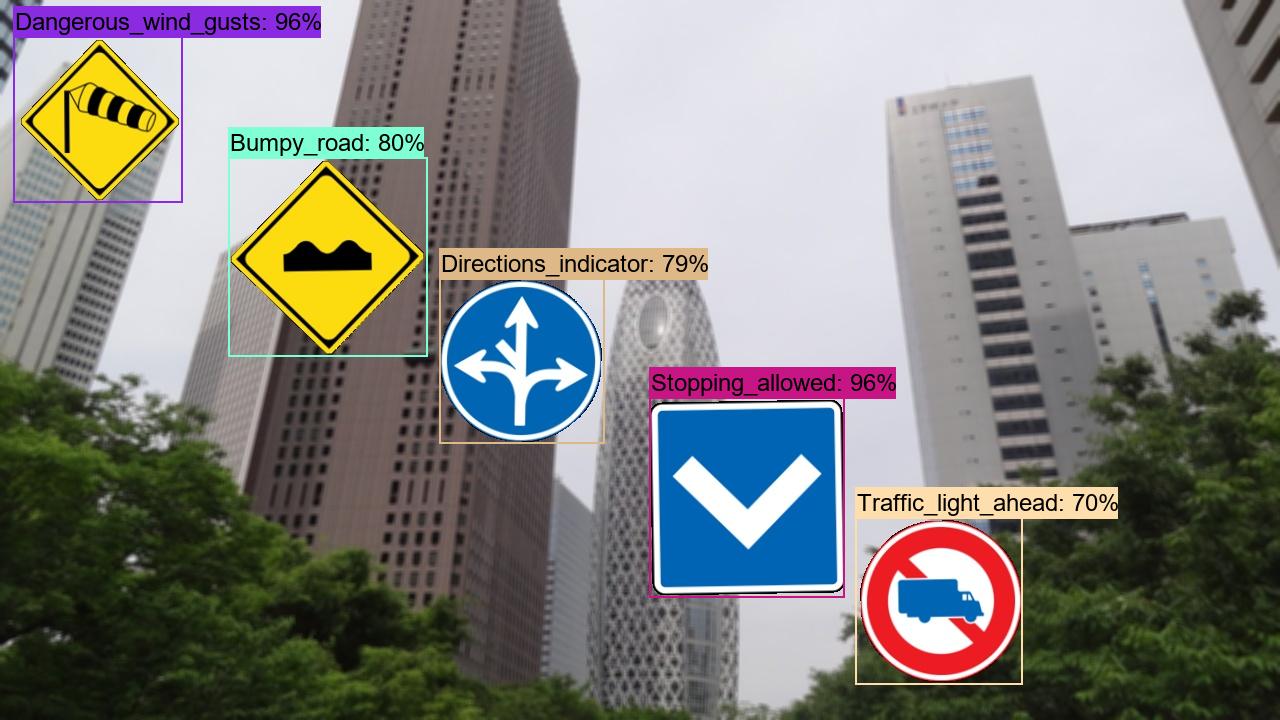 Dangerous_wind_gusts: 96%
Bumpy_road: 80%
Directions_indicator: 79%
Stopping_allowed: 96%
Traffic_light_ahead: 70%